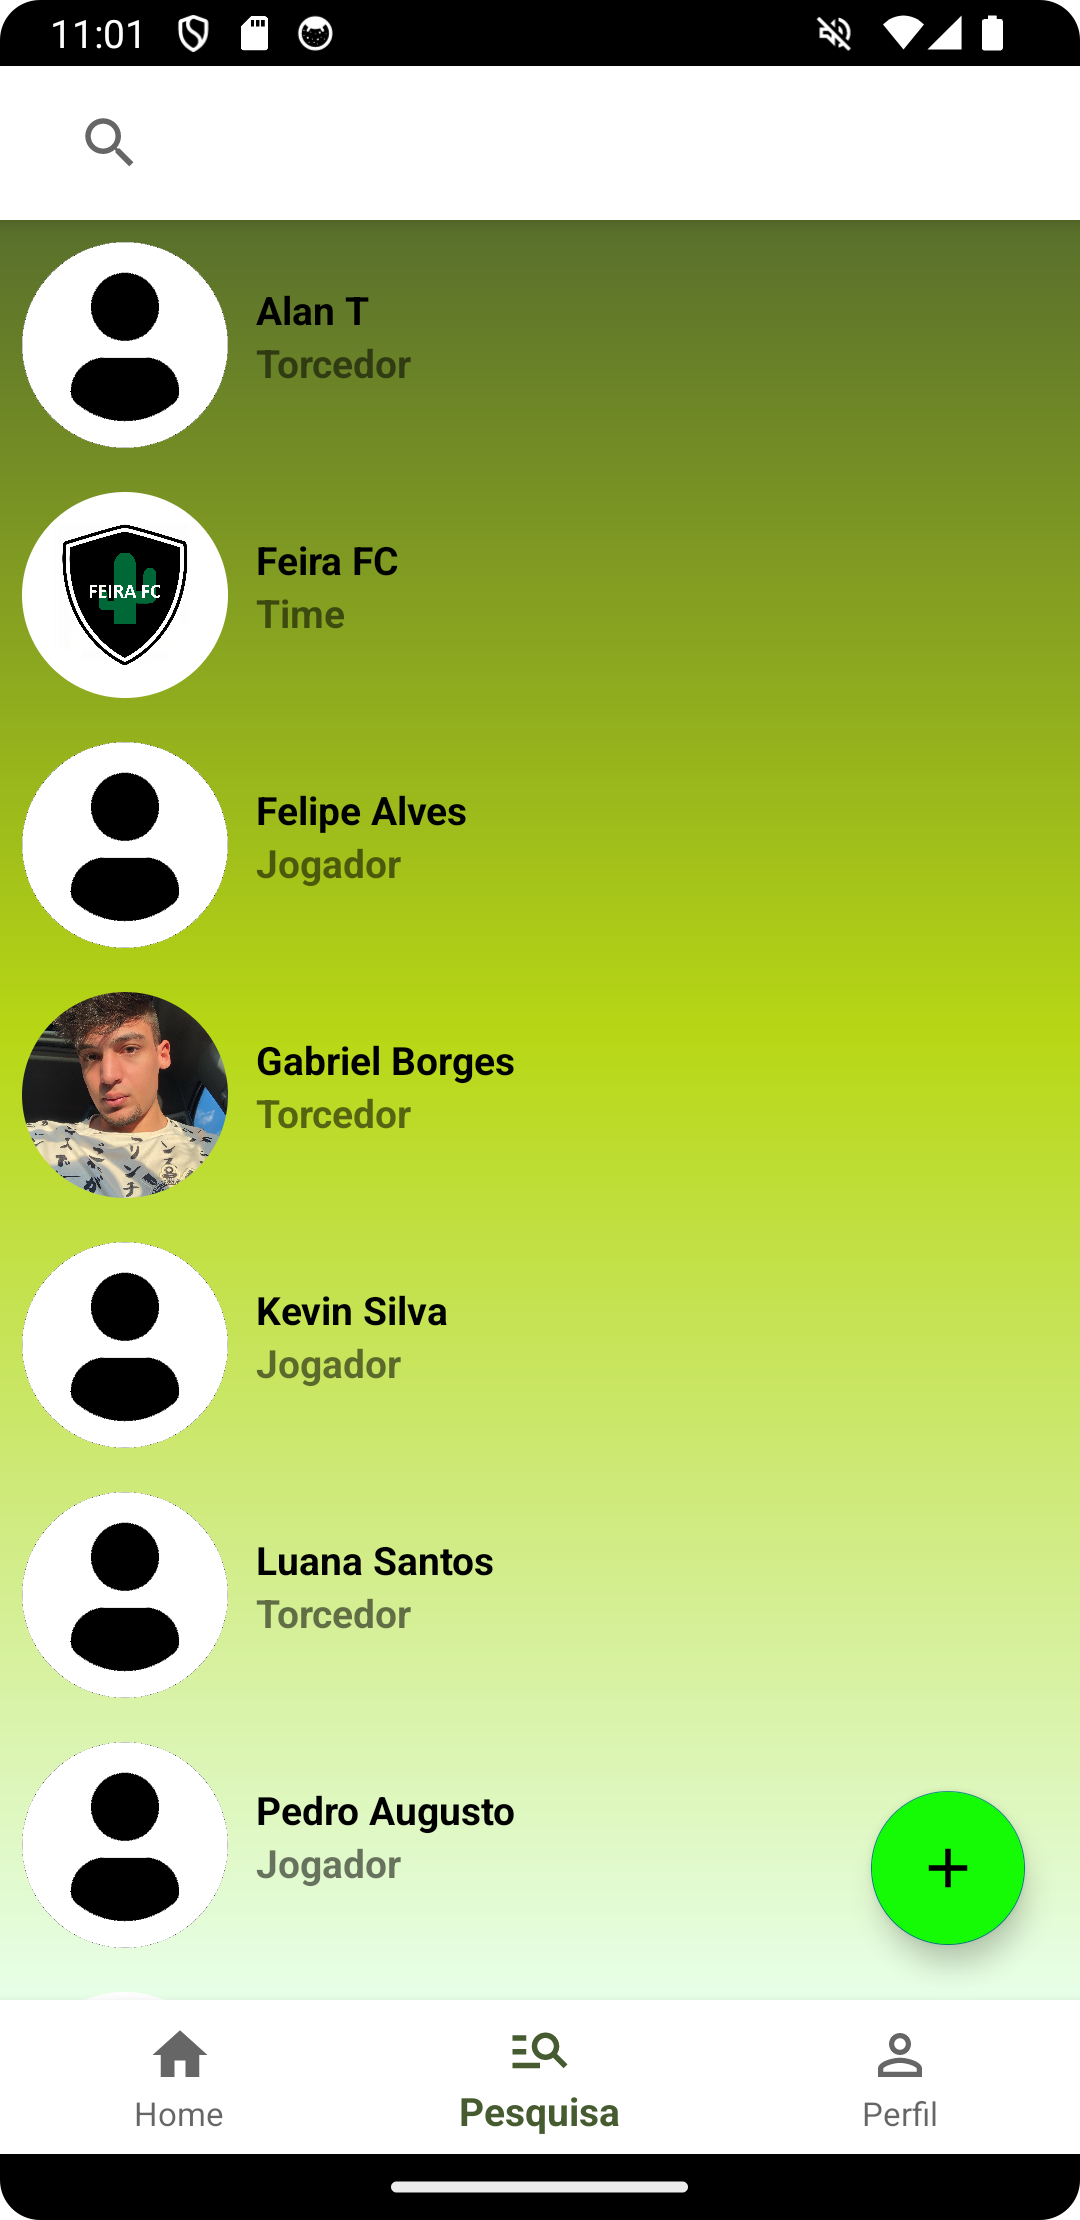 11:01
Alan T
Torcedor
FEIRA FC
Feira FC
Time
Felipe Alves
Jogador
Gabriel Borges
Torcedor
Kevin Silva
Jogador
Luana Santos
Torcedor
Pedro Augusto
Jogador
Home
Pesquisa
Perfil